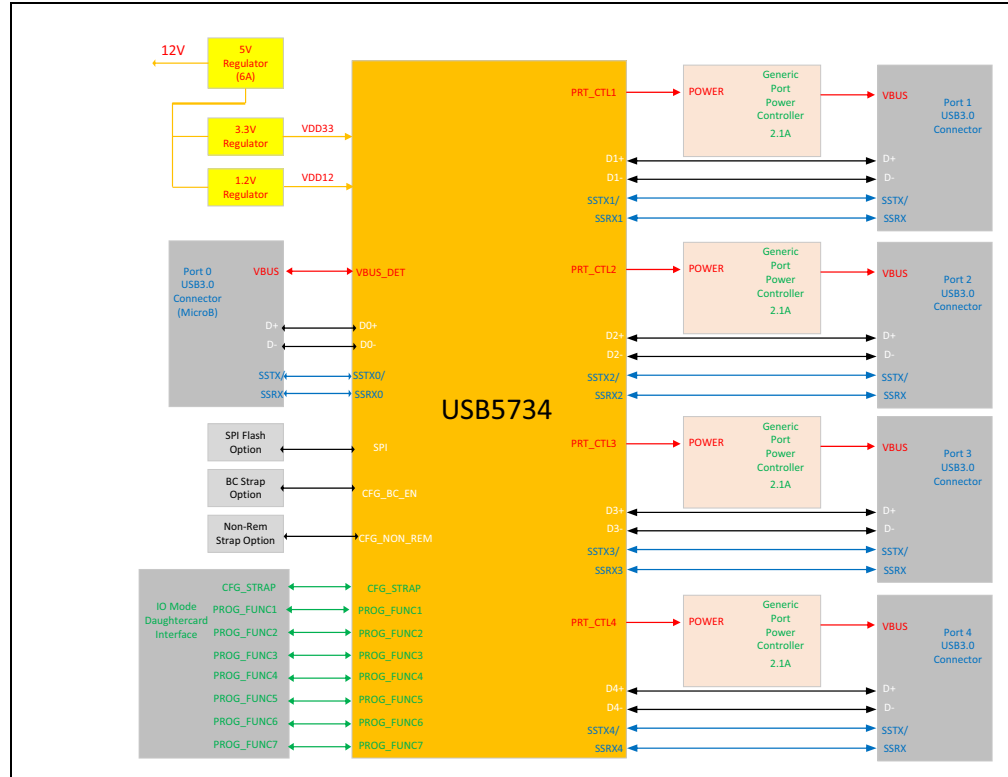 12V
5V
Regulator
(6A)
3.3V
Regulator
VDD33
1.2V
Regulator
VDD12
Port 0
USB3.0
Connector
(MicroB)
VBUS
D+
D-
SSTX/
SSRX
SPI Flash
Option
BC Strap
Option
Non-Rem
Strap Option
IO Mode
Daughtercard
Interface
CFG_STRAP
PROG_FUNC1
PROG_FUNC2
PROG_FUNC3
PROG_FUNC4
PROG_FUNC5
PROG_FUNC6
PROG_FUNC7
VBUS_DET
D0+
D0-
SSTX0/
SSRX0
SPI
CFG_BC_EN
CFG_NON_REM
CFG_STRAP
PROG_FUNC1
PROG_FUNC2
PROG_FUNC3
PROG_FUNC4
PROG_FUNC5
PROG_FUNC6
PROG_FUNC7
USB5734
PRT_CTL1
D1+
D1-
SSTX1/
SSRX1
POWER
Generic
Port
Power
Controller
2.1A
VBUS
D+
D-
SSTX/
SSRX
Port 1
USB3.0
Connector
PRT_CTL2
D2+
D2-
SSTX2/
SSRX2
POWER
Generic
Port
Power
Controller
2.1A
VBUS
D+
D-
SSTX/
SSRX
Port 2
USB3.0
Connector
PRT_CTL3
D3+
D3-
SSTX3/
SSRX3
POWER
Generic
Port
Power
Controller
2.1A
VBUS
D+
D-
SSTX/
SSRX
Port 3
USB3.0
Connector
PRT_CTL4
D4+
D4-
SSTX4/
SSRX4
POWER
Generic
Port
Power
Controller
2.1A
VBUS
D+
D-
SSTX/
SSRX
Port 4
USB3.0
Connector